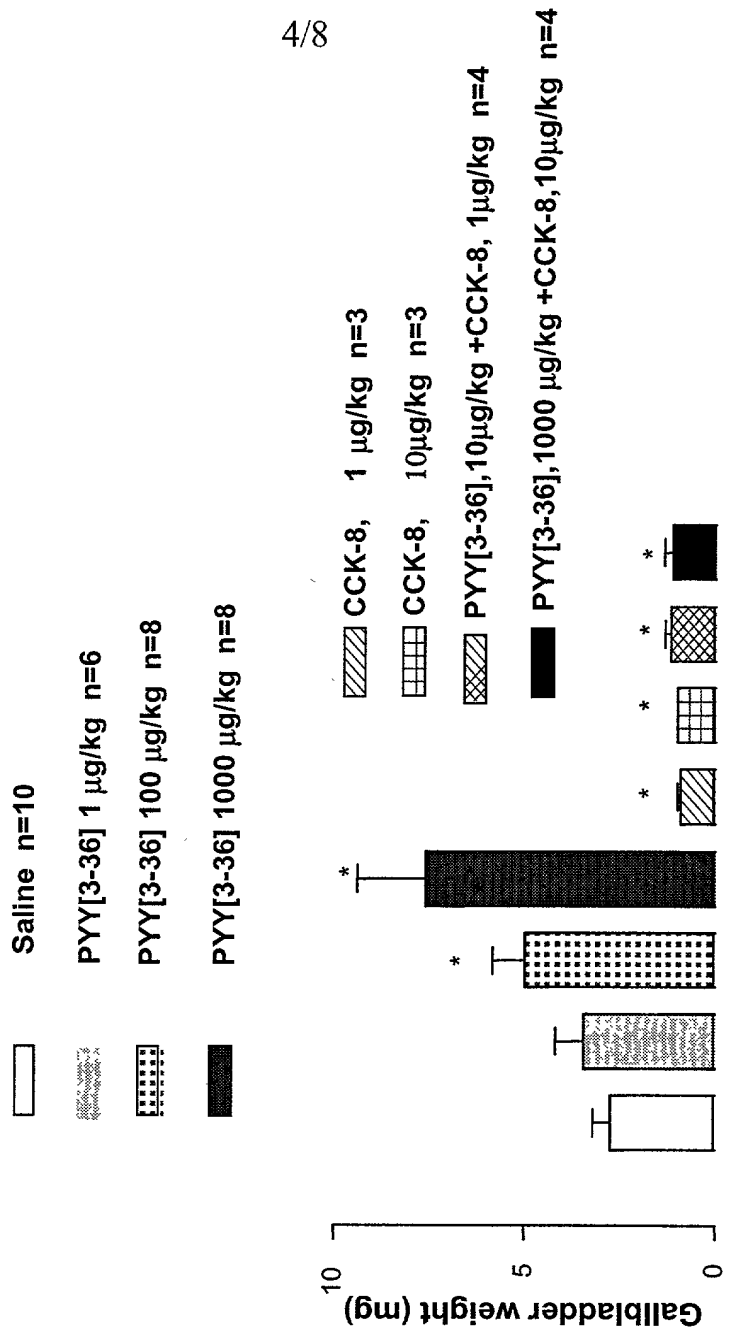 4/8
Saline n=10
PYY[3-36] 1 μg/kg n=6
PYY[3-36] 100 μg/kg n=8
PYY[3-36] 1000 μg/kg n=8
CCK-8, 1 μg/kg n=3
CCK-8, 10μg/kg n=3
PYY[3-36],10μg/kg +CCK-8, 1μg/kg n=4
PYY[3-36],1000 μg/kg +CCK-8,10μg/kg n=4
Gallbladder weight (mg)
10
5
0
*
*
*
*
*
*